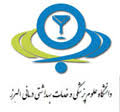 دانشگاه علوم پزشکی و خدمات بهداشتی درمانی البرز